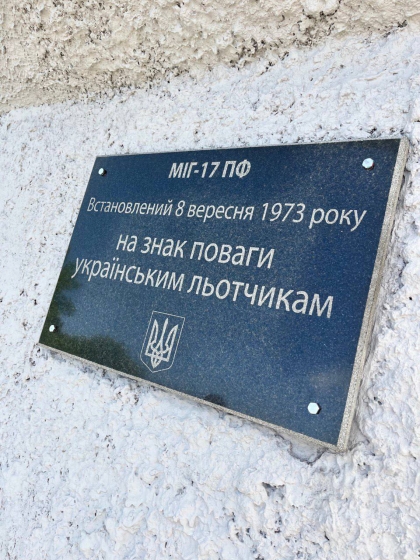 МІГ-17 ПФ
Встановлений 8 вересня 1973 року
на знак поваги
українським льотчикам